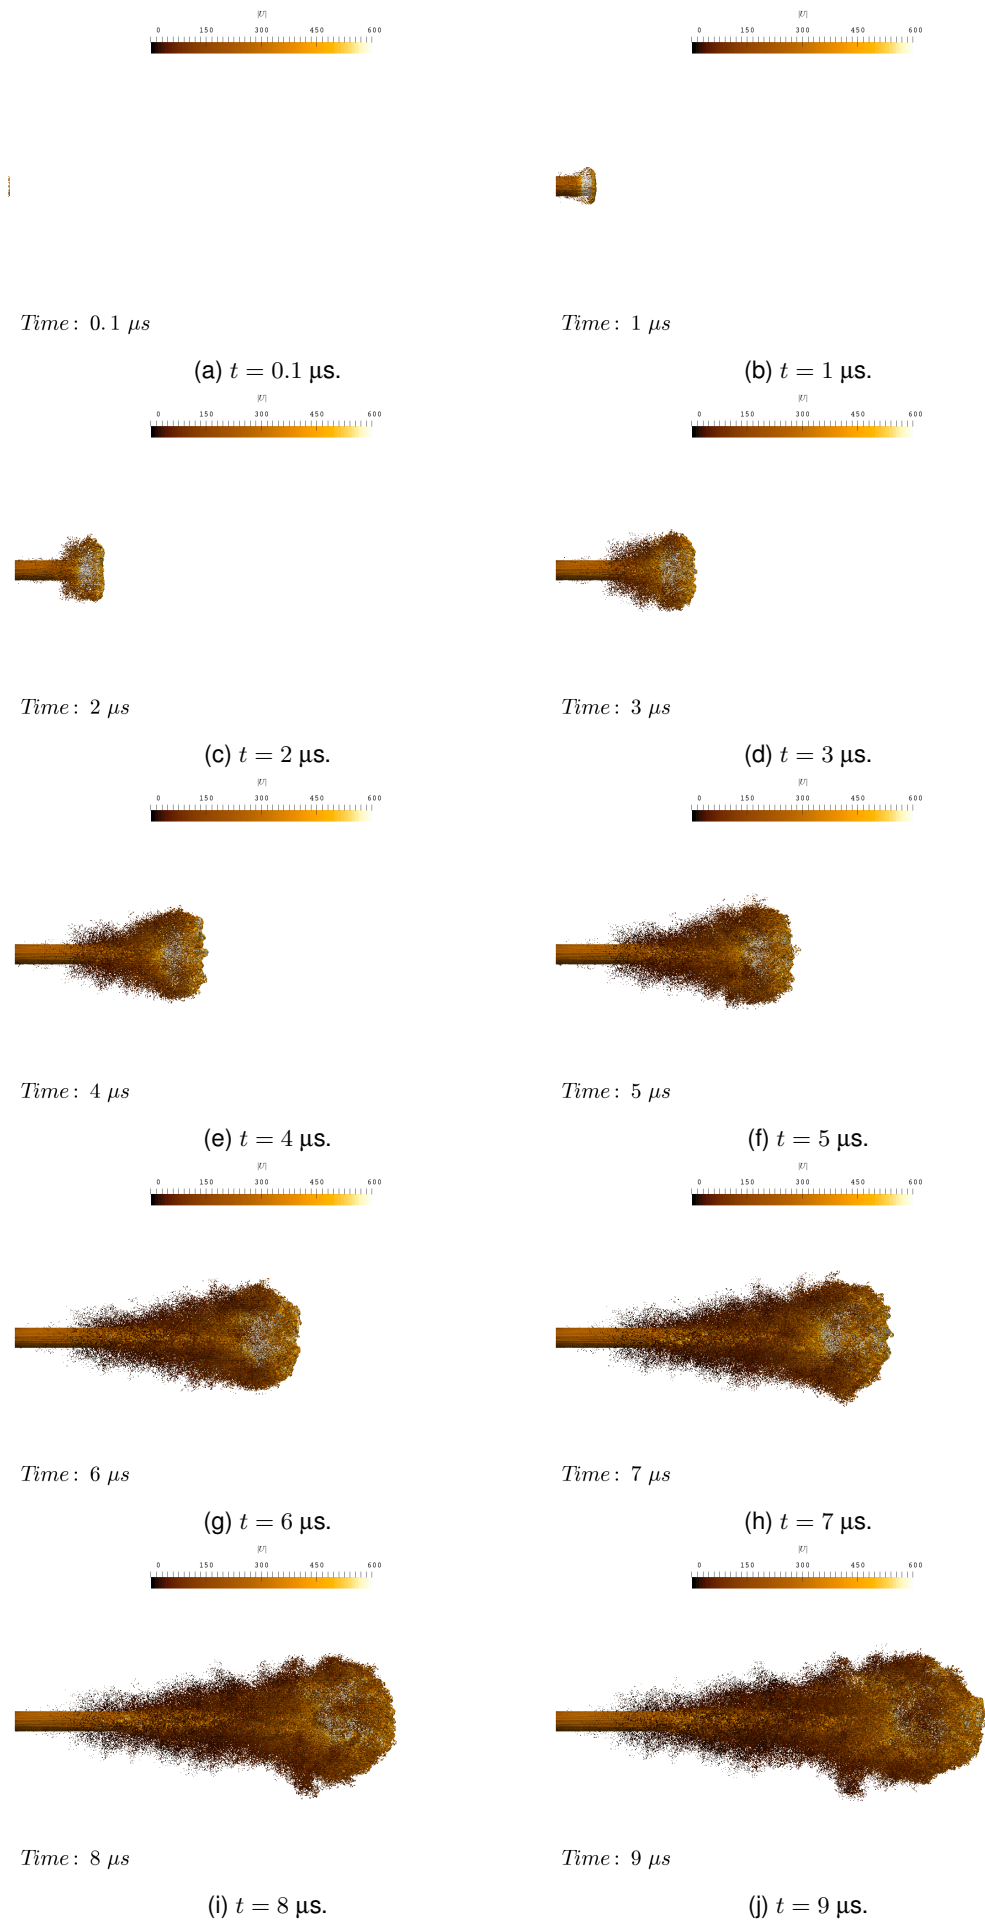 |U|
0 150 300 450 600
|U|
0 150 300 450 600
Time: 0.1 μs
Time: 1 μs
(a) t = 0.1 μs.
(b) t = 1 μs.
|U|
0 150 300 450 600
|U|
0 150 300 450 600
Time: 2 μs
Time: 3 μs
(c) t = 2 μs.
(d) t = 3 μs.
|U|
0 150 300 450 600
|U|
0 150 300 450 600
Time: 4 μs
Time: 5 μs
(e) t = 4 μs.
(f) t = 5 μs.
|U|
0 150 300 450 600
|U|
0 150 300 450 600
Time: 6 μs
Time: 7 μs
(g) t = 6 μs.
(h) t = 7 μs.
|U|
0 150 300 450 600
|U|
0 150 300 450 600
Time: 8 μs
Time: 9 μs
(i) t = 8 μs.
(j) t = 9 μs.